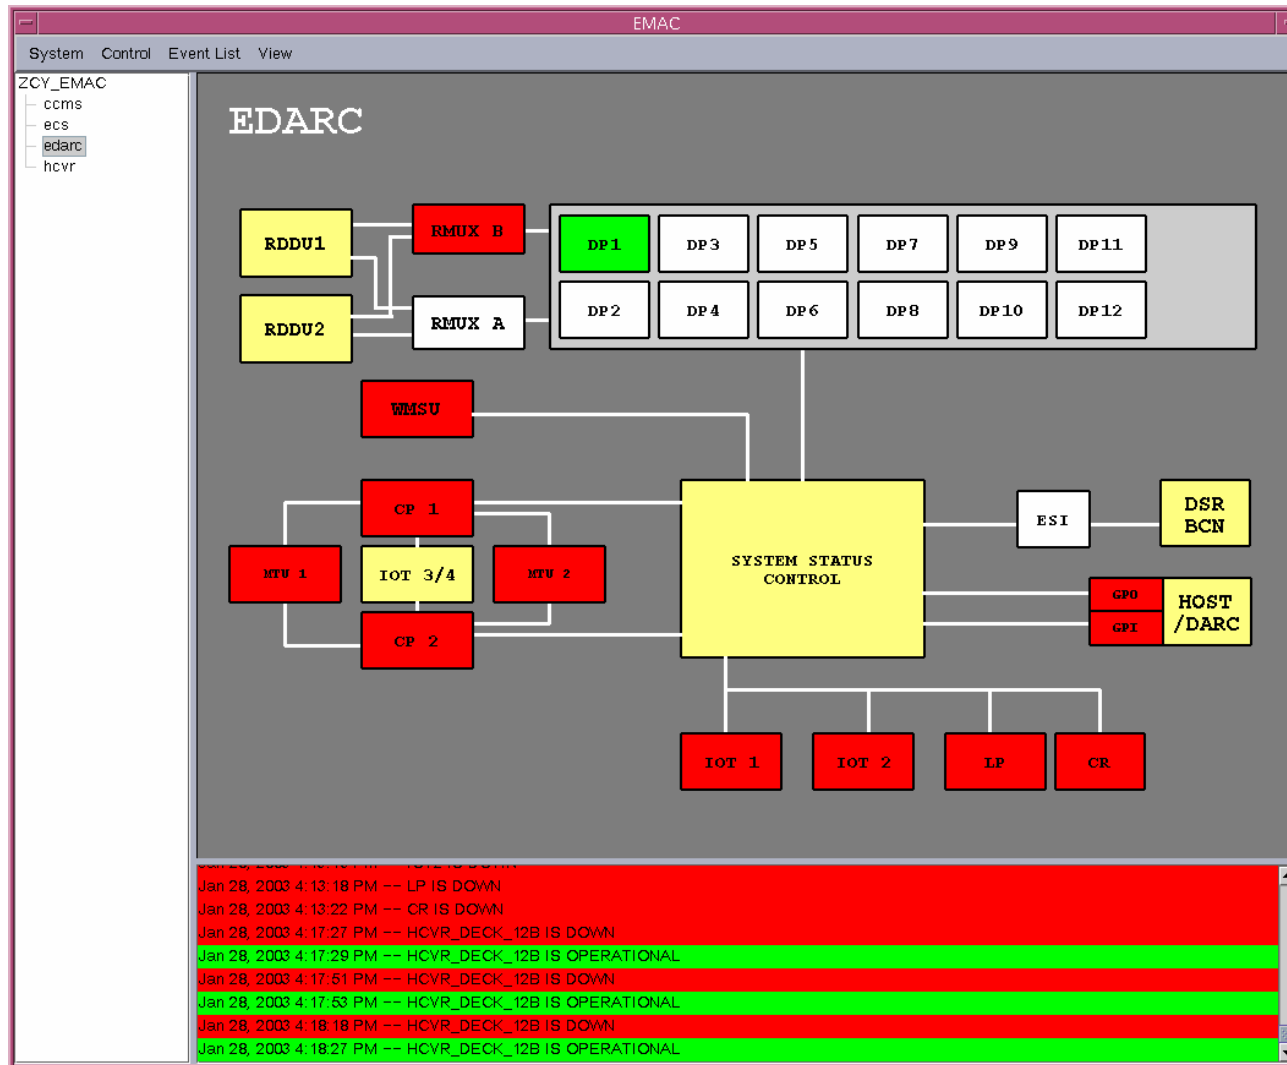 EMAC
System Control Event List View
ZCY_EMAC
ccms
ecs
edarc
hcvr
EDARC
RDDU1
RMUX B
DP1 DP3 DP5 DP7 DP9 DP11
RDDU2
RMUX A
DP2 DP4 DP6 DP8 DP10 DP12
WMSU
CP 1
MTU 1
IOT 3/4
MTU 2
CP 2
SYSTEM STATUS
CONTROL
ESI
DSR
BCN
GPO
GPI
HOST
/DARC
IOT 1
IOT 2
LP
CR
Jan 28, 2003 4:13:18 PM -- LP IS DOWN
Jan 28, 2003 4:13:22 PM -- CR IS DOWN
Jan 28, 2003 4:17:27 PM -- HCVR_DECK_12B IS DOWN
Jan 28, 2003 4:17:29 PM -- HCVR_DECK_12B IS OPERATIONAL
Jan 28, 2003 4:17:51 PM -- HCVR_DECK_12B IS DOWN
Jan 28, 2003 4:17:53 PM -- HCVR_DECK_12B IS OPERATIONAL
Jan 28, 2003 4:18:18 PM -- HCVR_DECK_12B IS DOWN
Jan 28, 2003 4:18:27 PM -- HCVR_DECK_12B IS OPERATIONAL